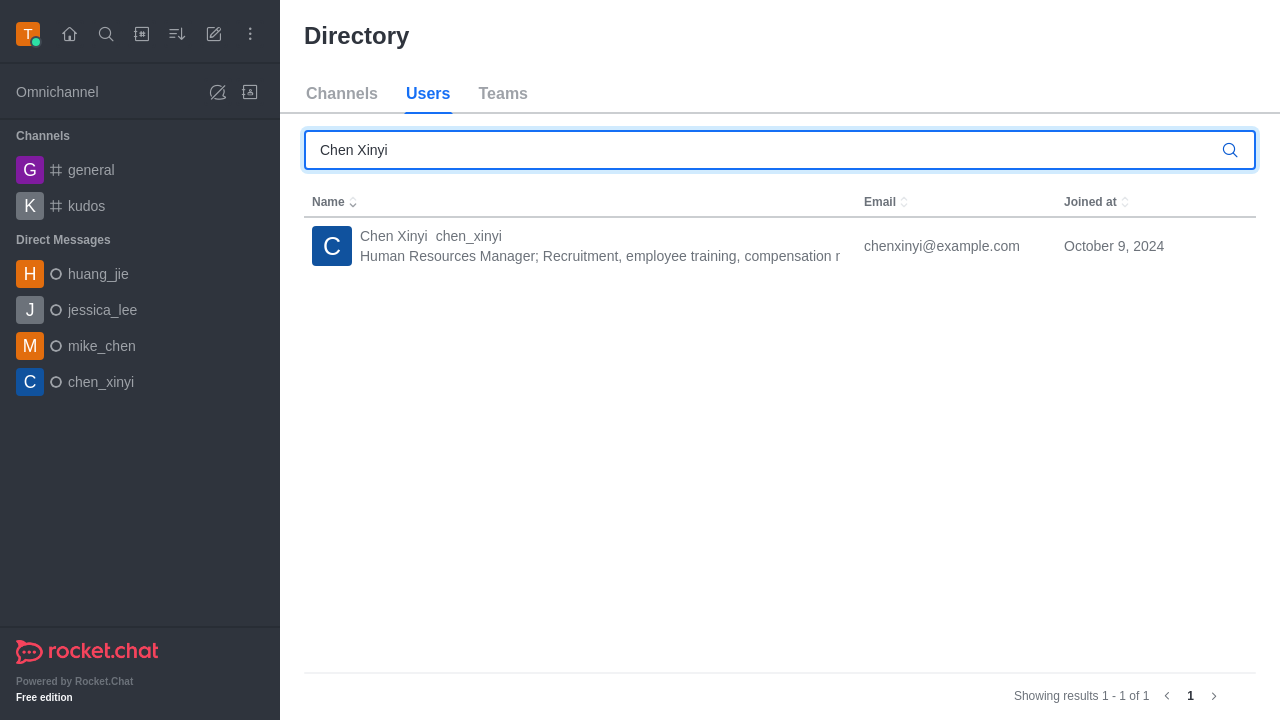 T
Directory
Omnichannel
Channels
G general
K kudos
Direct Messages
H huang_jie
J jessica_lee
M mike_chen
C chen_xinyi
rocket.chat
Powered by Rocket.Chat
Free edition
Channels Users Teams
Chen Xinyi
Name Email Joined at
C Chen Xinyi chen_xinyi
Human Resources Manager; Recruitment, employee training, compensation
chenxinyi@example.com October 9, 2024
Showing results 1 - 1 of 1 1